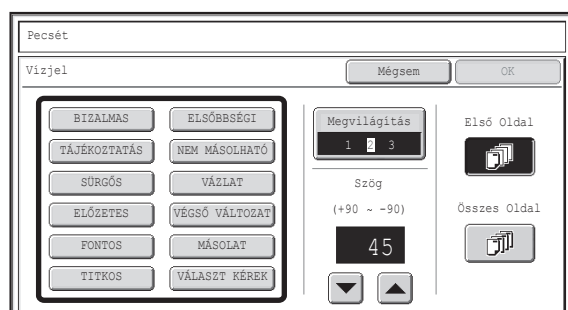 Pecsét
Vízjel
Mégsem
OK
BIZALMAS
ELSŐBBSÉGI
TÁJÉKOZTATÁS
NEM MÁSOLHATÓ
SÜRGŐS
VÁZLAT
ELŐZETES
VÉGSŐ VÁLTOZAT
FONTOS
MÁSOLAT
TITKOS
VÁLASZT KÉREK
Megvilágítás
1 2 3
Szög
(+90 ~ -90)
45
Első Oldal
Összes Oldal